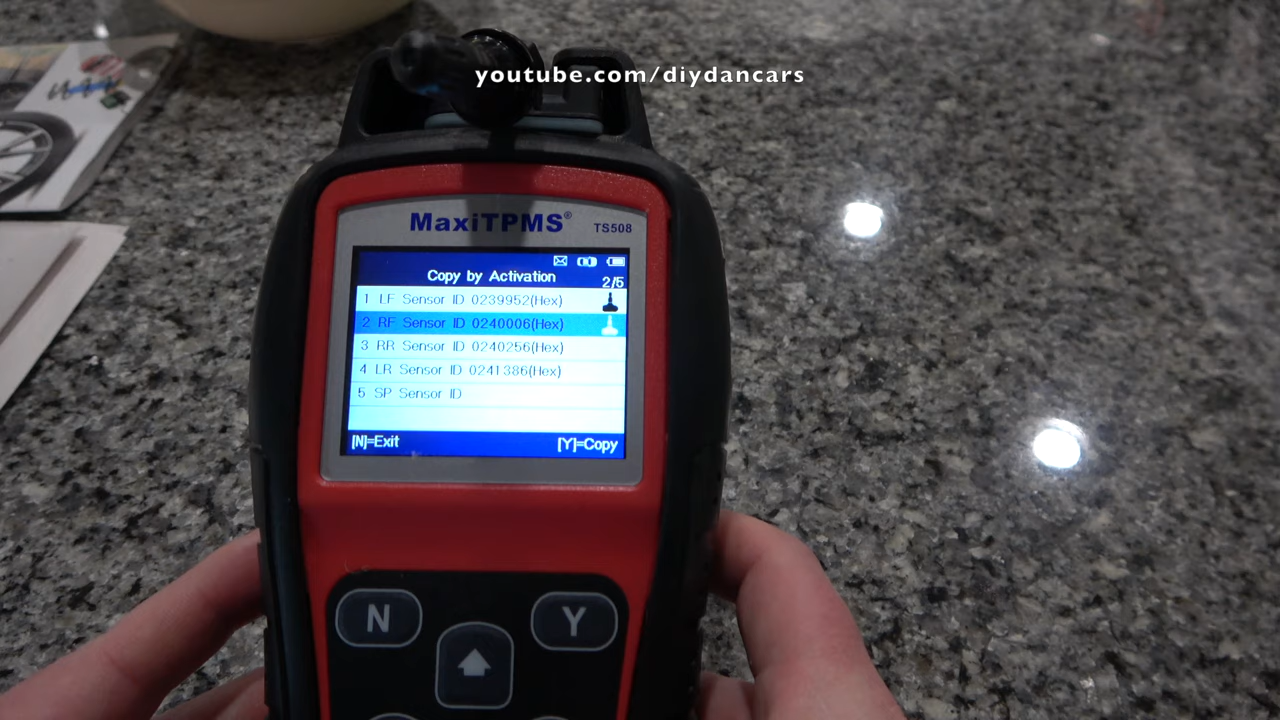 youtube.com/diydancars
MaxiTPMS® TS508
Copy by Activation 2/5
1 LF Sensor ID 0239952(Hex)
2 RF Sensor ID 0240006(Hex)
3 RR Sensor ID 0240256(Hex)
4 LR Sensor ID 0241386(Hex)
5 SP Sensor ID
[N]=Exit [Y]=Copy
N Y